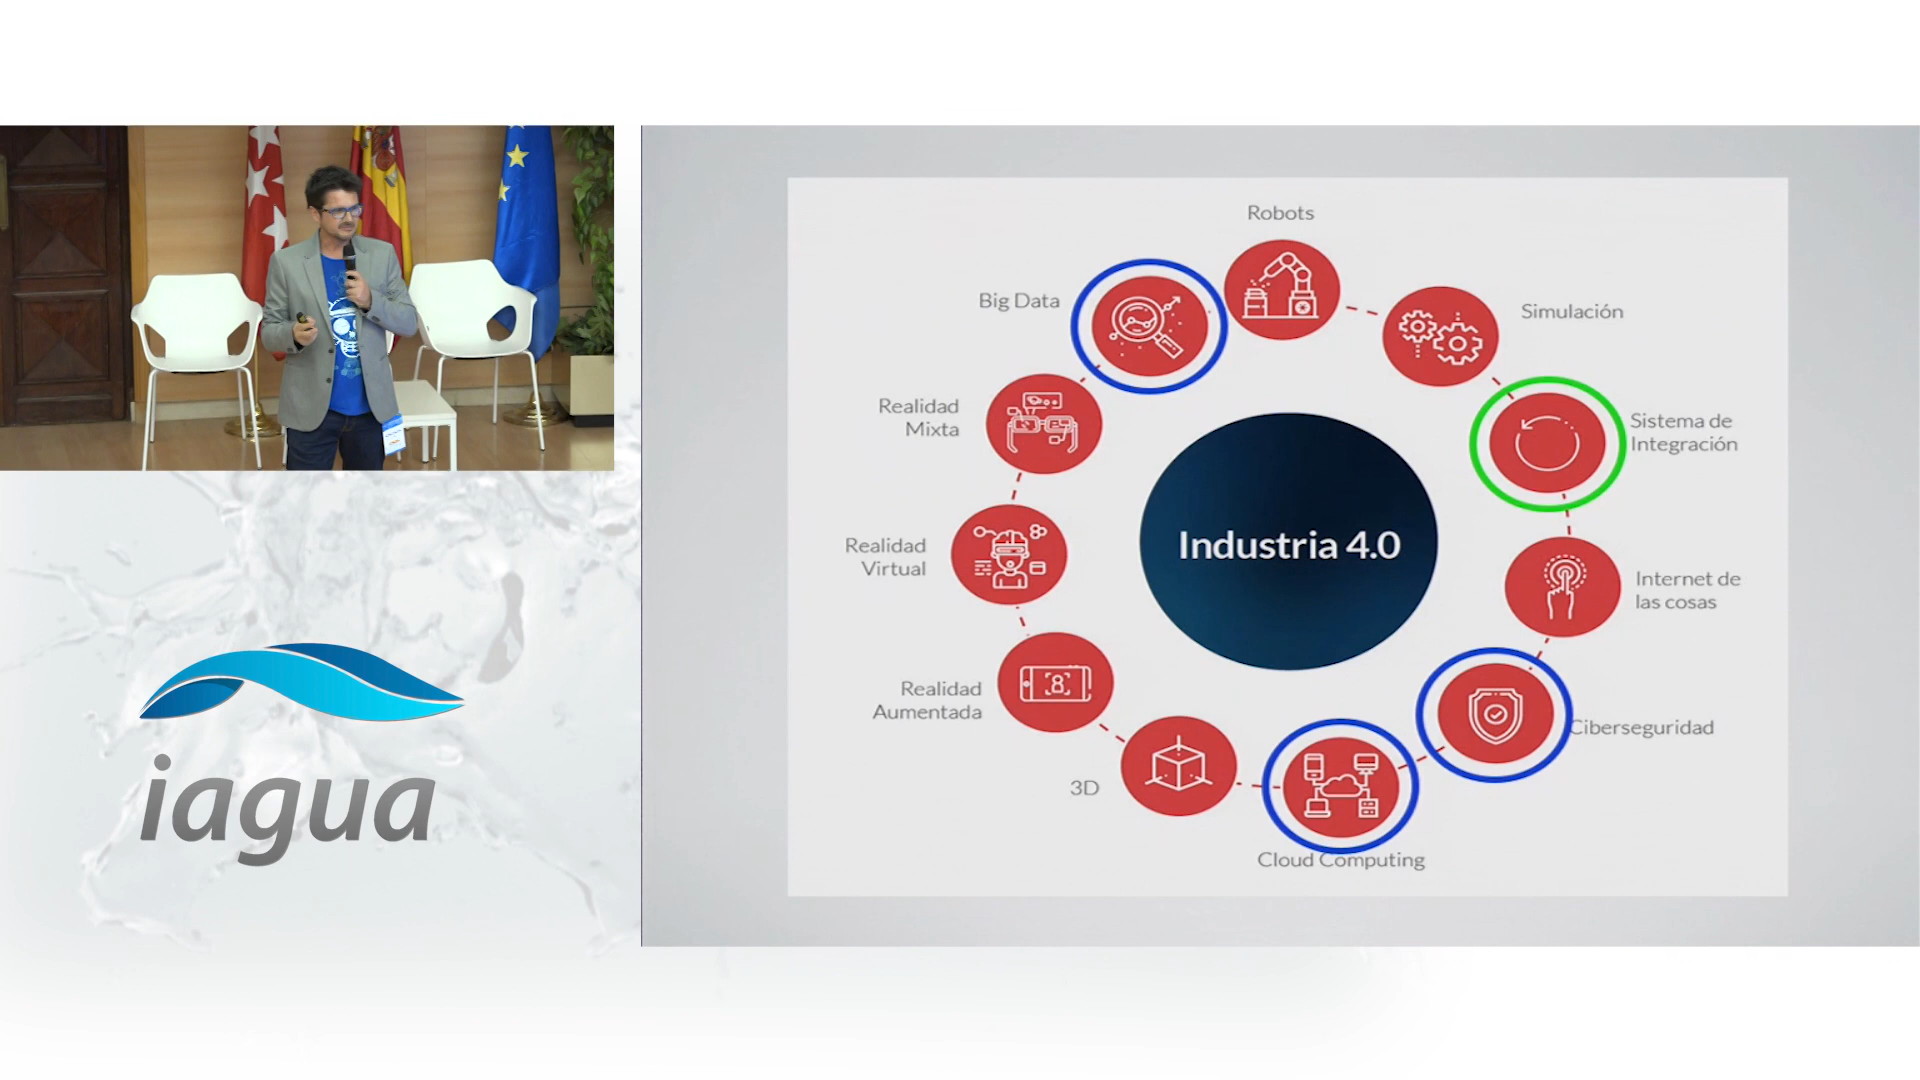 Robots
Big Data
Simulación
Realidad
Mixta
Sistema de
Integración
Realidad
Virtual
Industria 4.0
Internet de
las cosas
Realidad
Aumentada
Ciberseguridad
3D
Cloud Computing
iagua